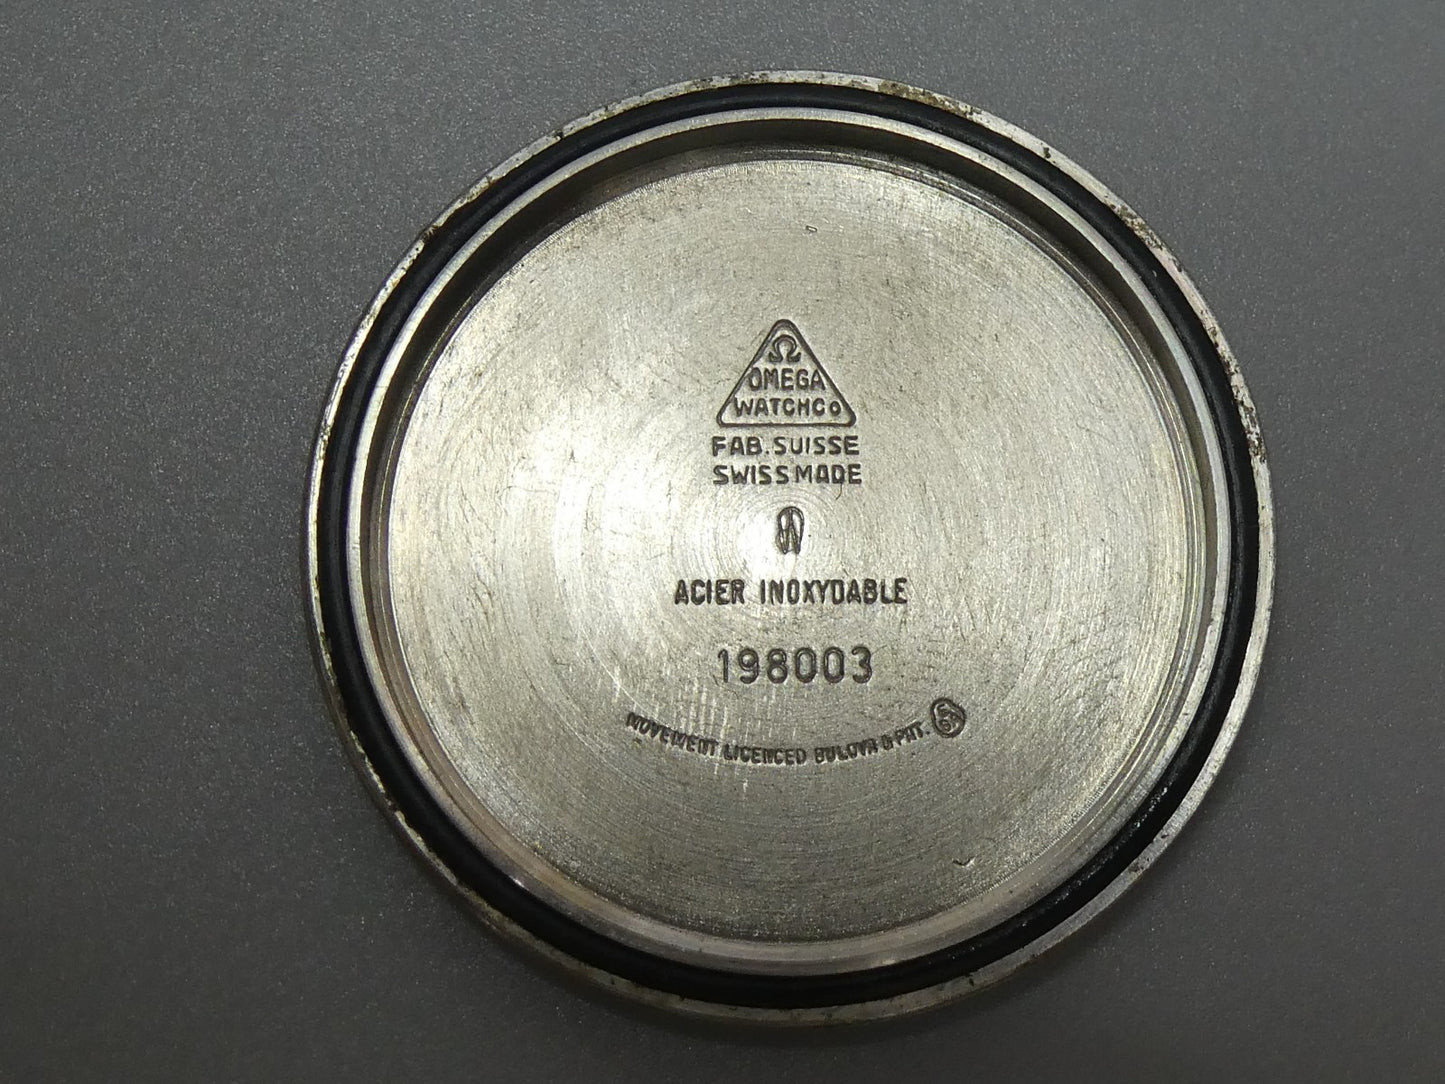 Ω
OMEGA
WATCH Co
FAB. SUISSE
SWISS MADE
ACIER INOXYDABLE
198003
MOVEMENT LICENCED BULOVA & PAT.